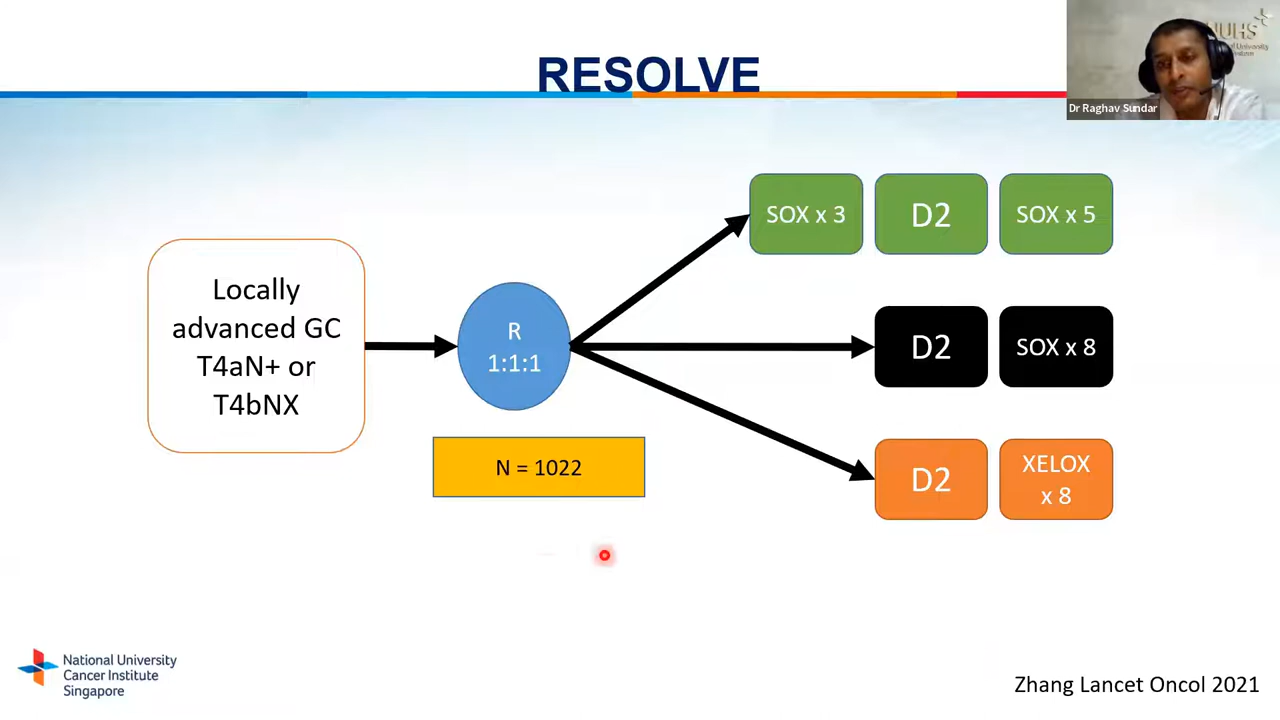 RESOLVE
Dr Raghav Sundar
Locally
advanced GC
T4aN+ or
T4bNX
R
1:1:1
N = 1022
SOX x 3
D2
SOX x 5
D2
SOX x 8
D2
XELOX
x 8
National University
Cancer Institute
Singapore
Zhang Lancet Oncol 2021